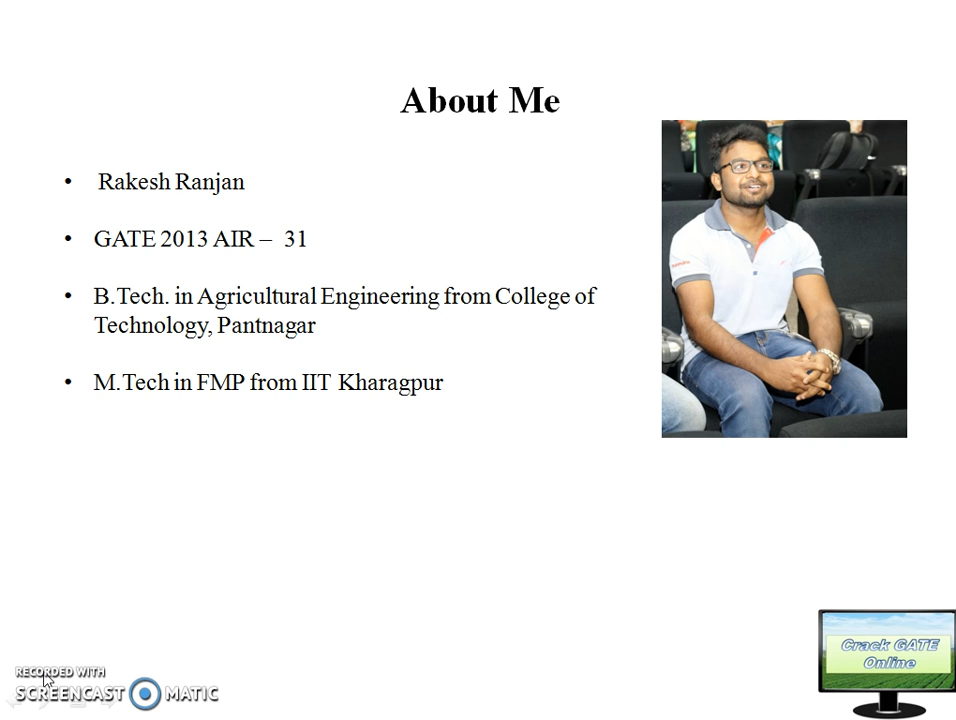 About Me
• Rakesh Ranjan
• GATE 2013 AIR – 31
• B.Tech. in Agricultural Engineering from College of
Technology, Pantnagar
• M.Tech in FMP from IIT Kharagpur
Crack GATE
Online
RECORDED WITH
SCREENCAST MATIC